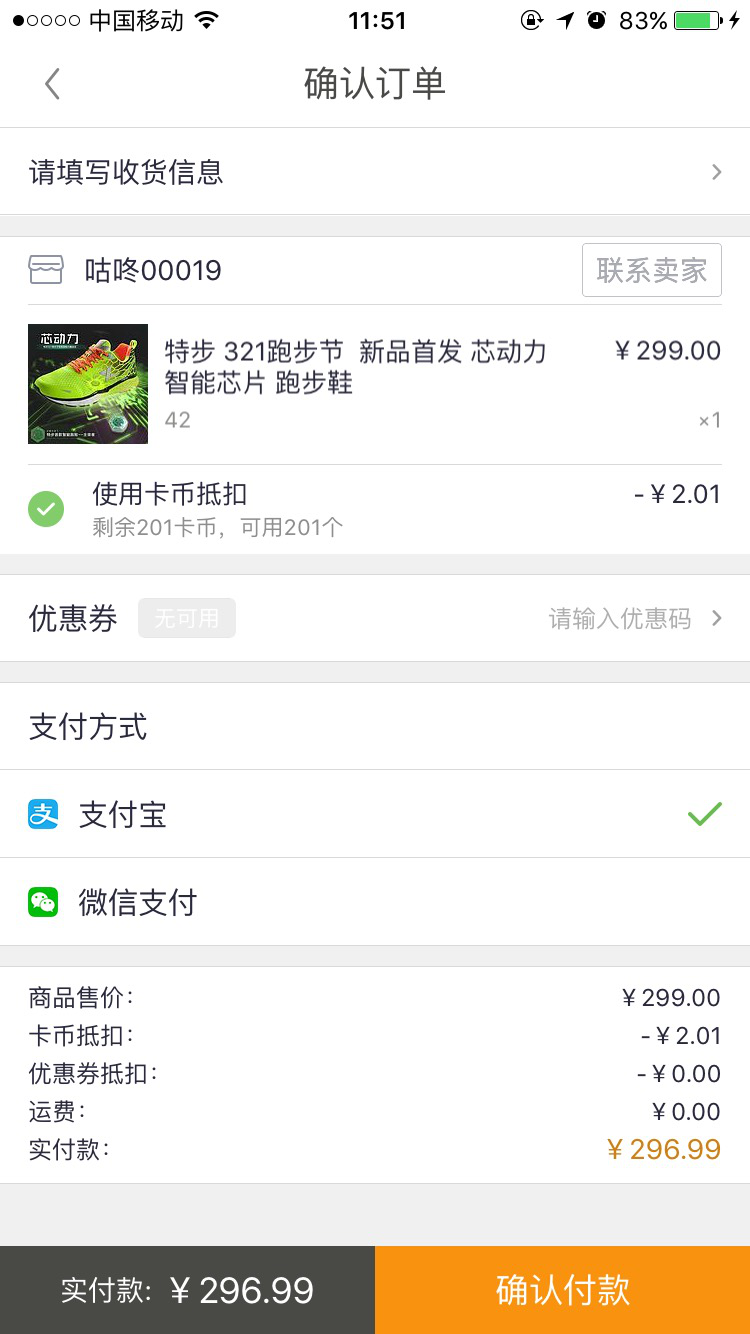 中国移动 11:51 83%
确认订单
请填写收货信息
咕咚00019 联系卖家
芯动力
特步 321跑步节 新品首发 芯动力 ¥299.00
智能芯片 跑步鞋
42 ×1
使用卡币抵扣 -¥2.01
剩余201卡币，可用201个
优惠券 无可用 请输入优惠码
支付方式
支 支付宝
微信支付
商品售价： ¥299.00
卡币抵扣： -¥2.01
优惠券抵扣： -¥0.00
运费： ¥0.00
实付款： ¥296.99
实付款： ¥296.99 确认付款